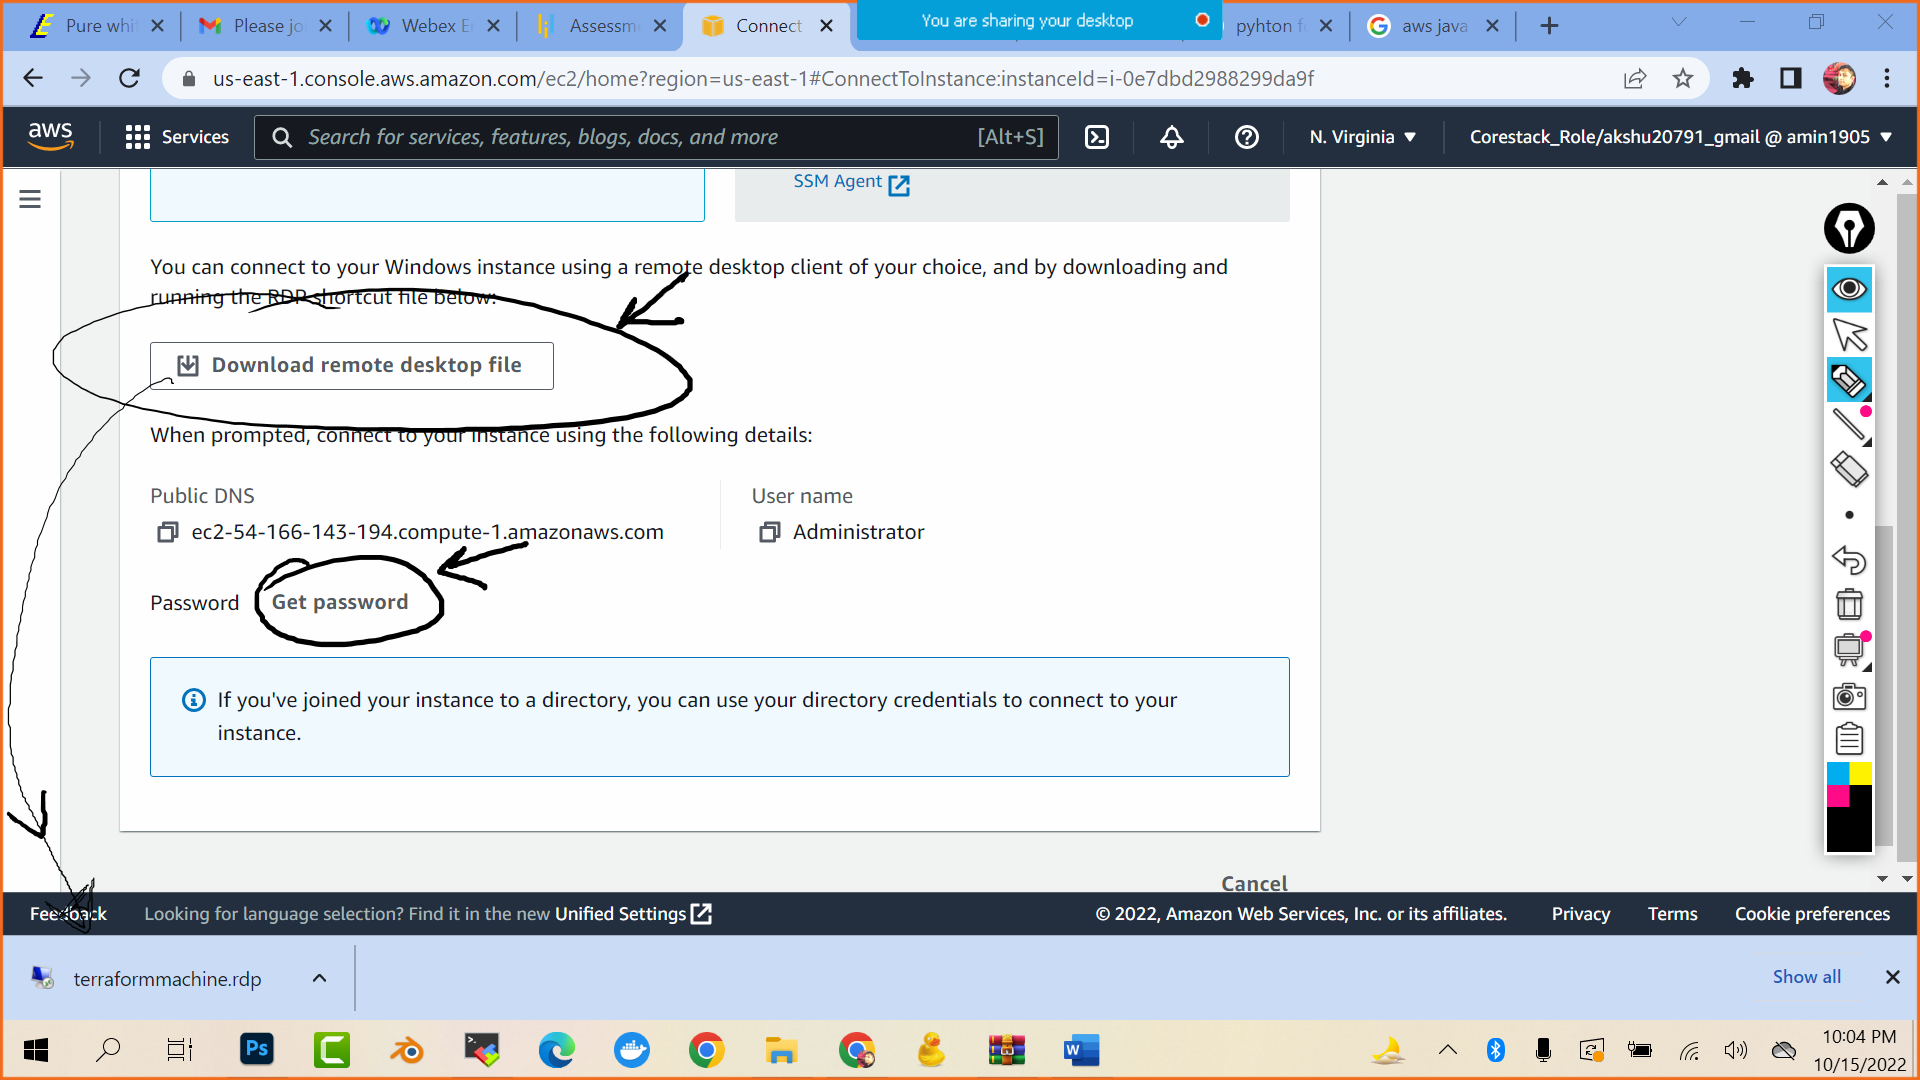 Pure whi
Please jo
Webex E
Assessm
Connect
You are sharing your desktop
pyhton f
aws java
us-east-1.console.aws.amazon.com/ec2/home?region=us-east-1#ConnectToInstance:instanceId=i-0e7dbd2988299da9f
aws
Services
Search for services, features, blogs, docs, and more
[Alt+S]
N. Virginia
Corestack_Role/akshu20791_gmail @ amin1905
SSM Agent
You can connect to your Windows instance using a remote desktop client of your choice, and by downloading and
running the RDP shortcut file below:
Download remote desktop file
When prompted, connect to your instance using the following details:
Public DNS
User name
ec2-54-166-143-194.compute-1.amazonaws.com
Administrator
Password
Get password
If you've joined your instance to a directory, you can use your directory credentials to connect to your
instance.
Cancel
Feedback
Looking for language selection? Find it in the new Unified Settings
© 2022, Amazon Web Services, Inc. or its affiliates.
Privacy
Terms
Cookie preferences
terraformmachine.rdp
Show all
Ps
W
10:04 PM
10/15/2022